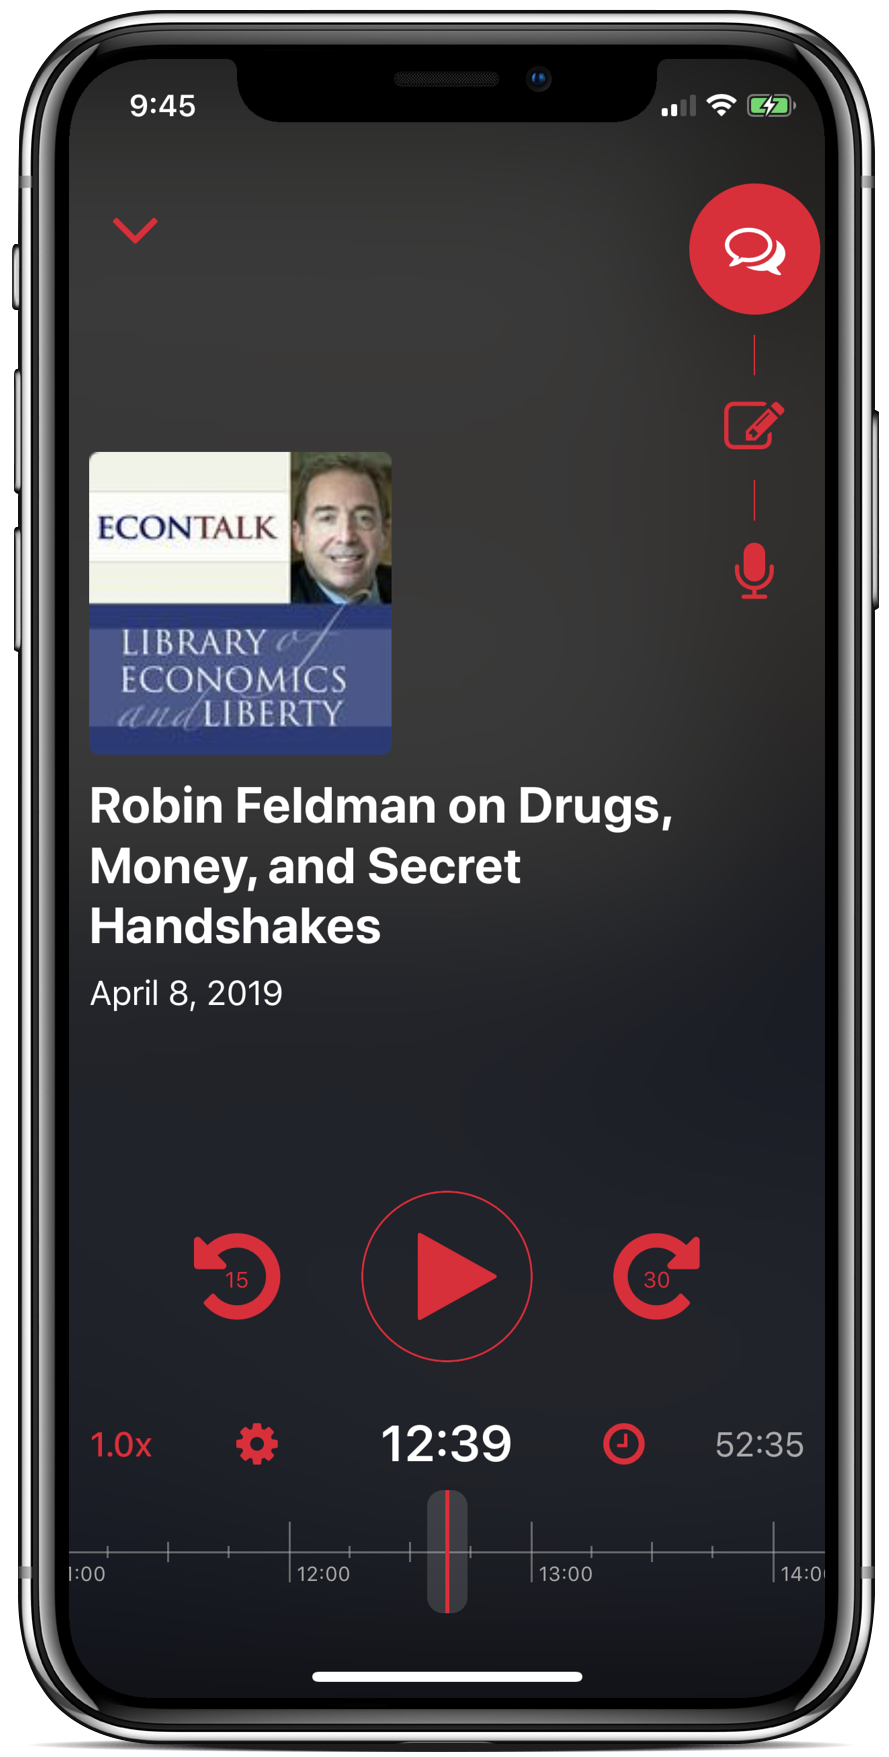 9:45
ECONTALK
LIBRARY of
ECONOMICS
and LIBERTY
Robin Feldman on Drugs,
Money, and Secret
Handshakes
April 8, 2019
15
30
1.0x
12:39
52:35
1:00
12:00
13:00
14:00